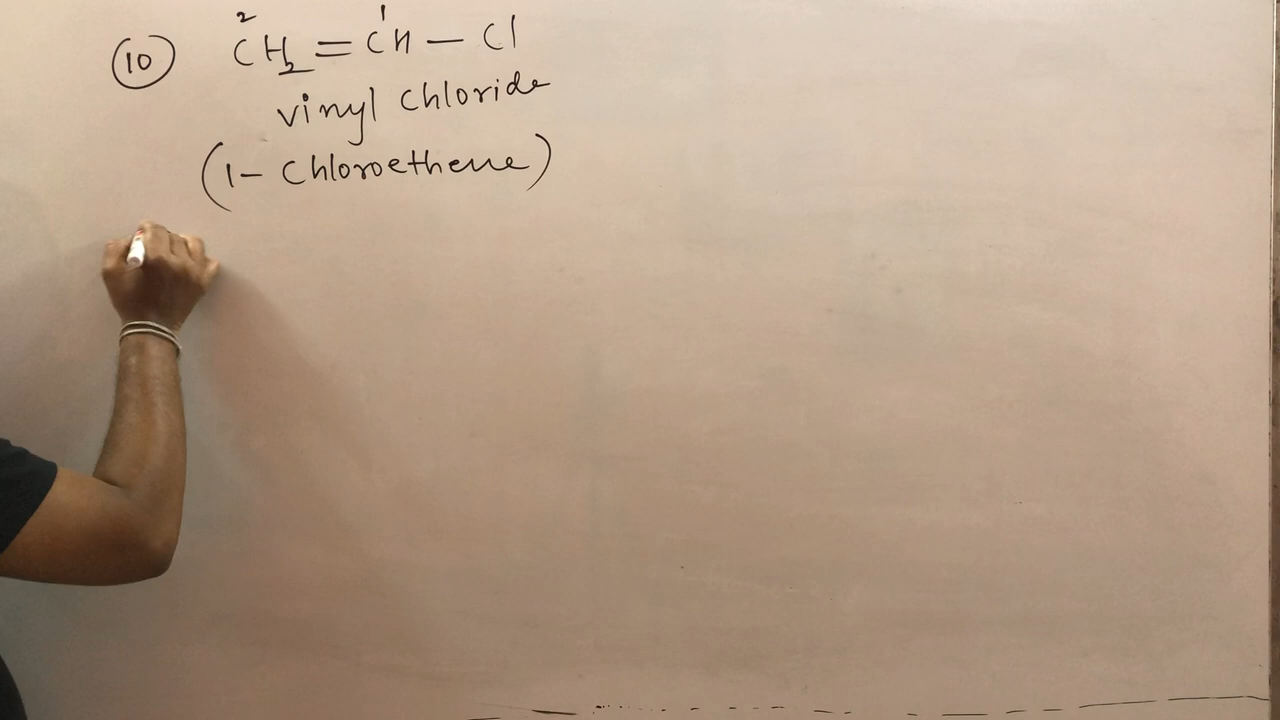 (10) ²CH₂ = ¹CH — Cl
vinyl chloride
(1- Chloroethene)